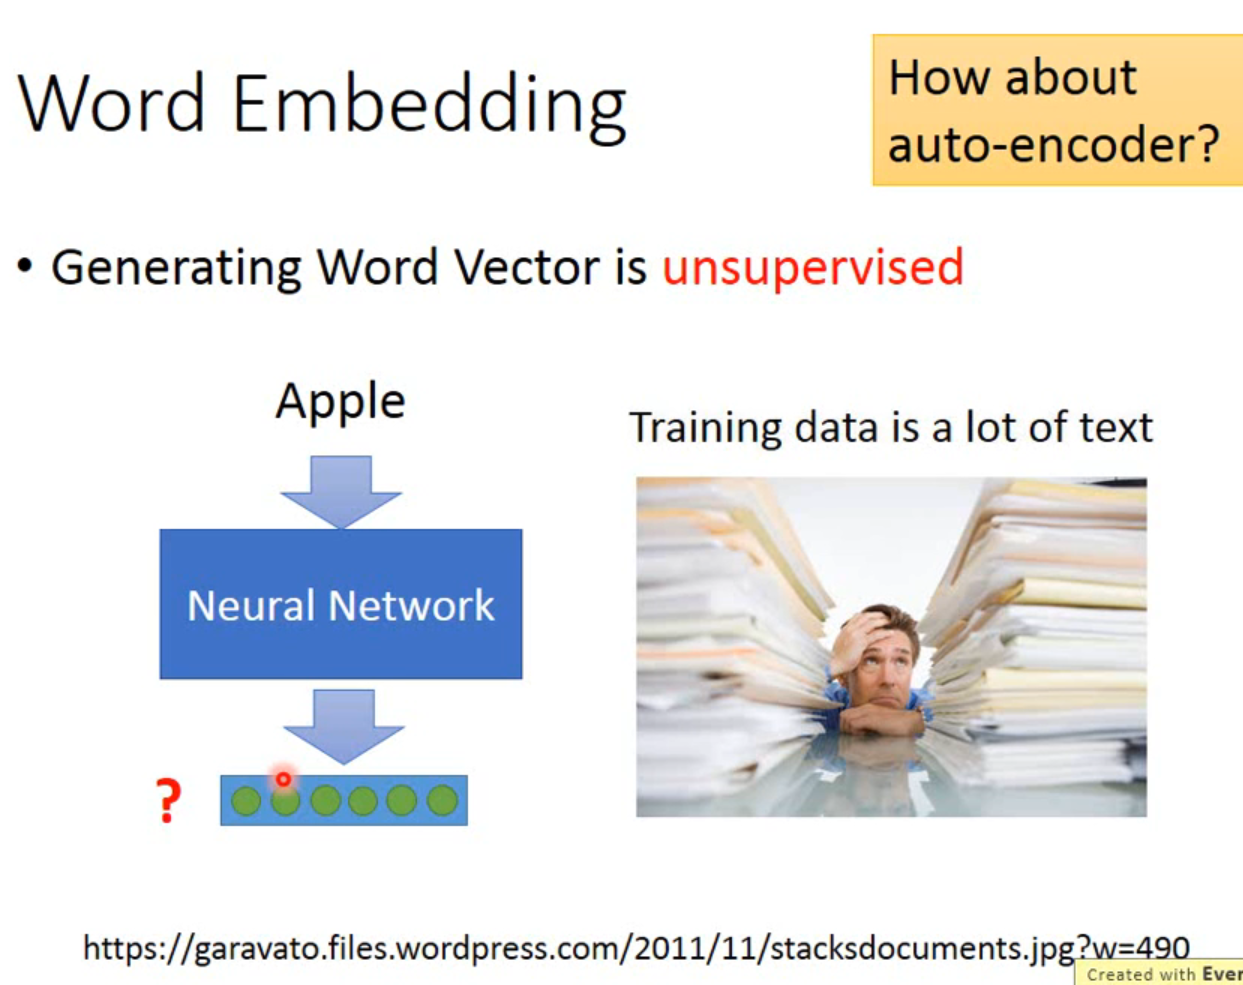 Word Embedding
How about
auto-encoder?
• Generating Word Vector is unsupervised
Apple
Training data is a lot of text
Neural Network
?
https://garavato.files.wordpress.com/2011/11/stacksdocuments.jpg?w=490
Created with Ever